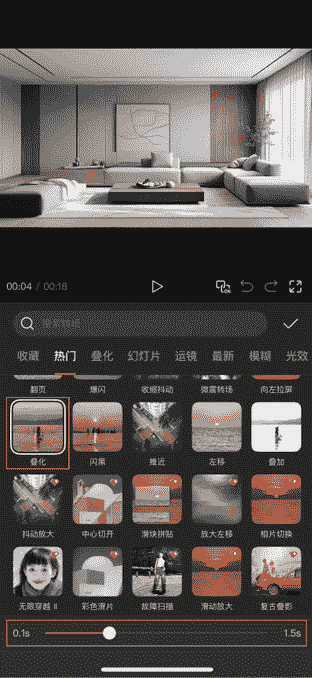 00:04 / 00:18
ON
搜索转场
收藏 热门 叠化 幻灯片 运镜 最新 模糊 光效
翻页 爆闪 收缩抖动 微震转场 向左拉屏
叠化 闪黑 推近 左移 叠加
抖动放大 中心切开 滑块拼贴 放大左移 相片切换
无限穿越 II 彩色滑片 故障扫描 滑动放大 复古叠影
0.1s 1.5s